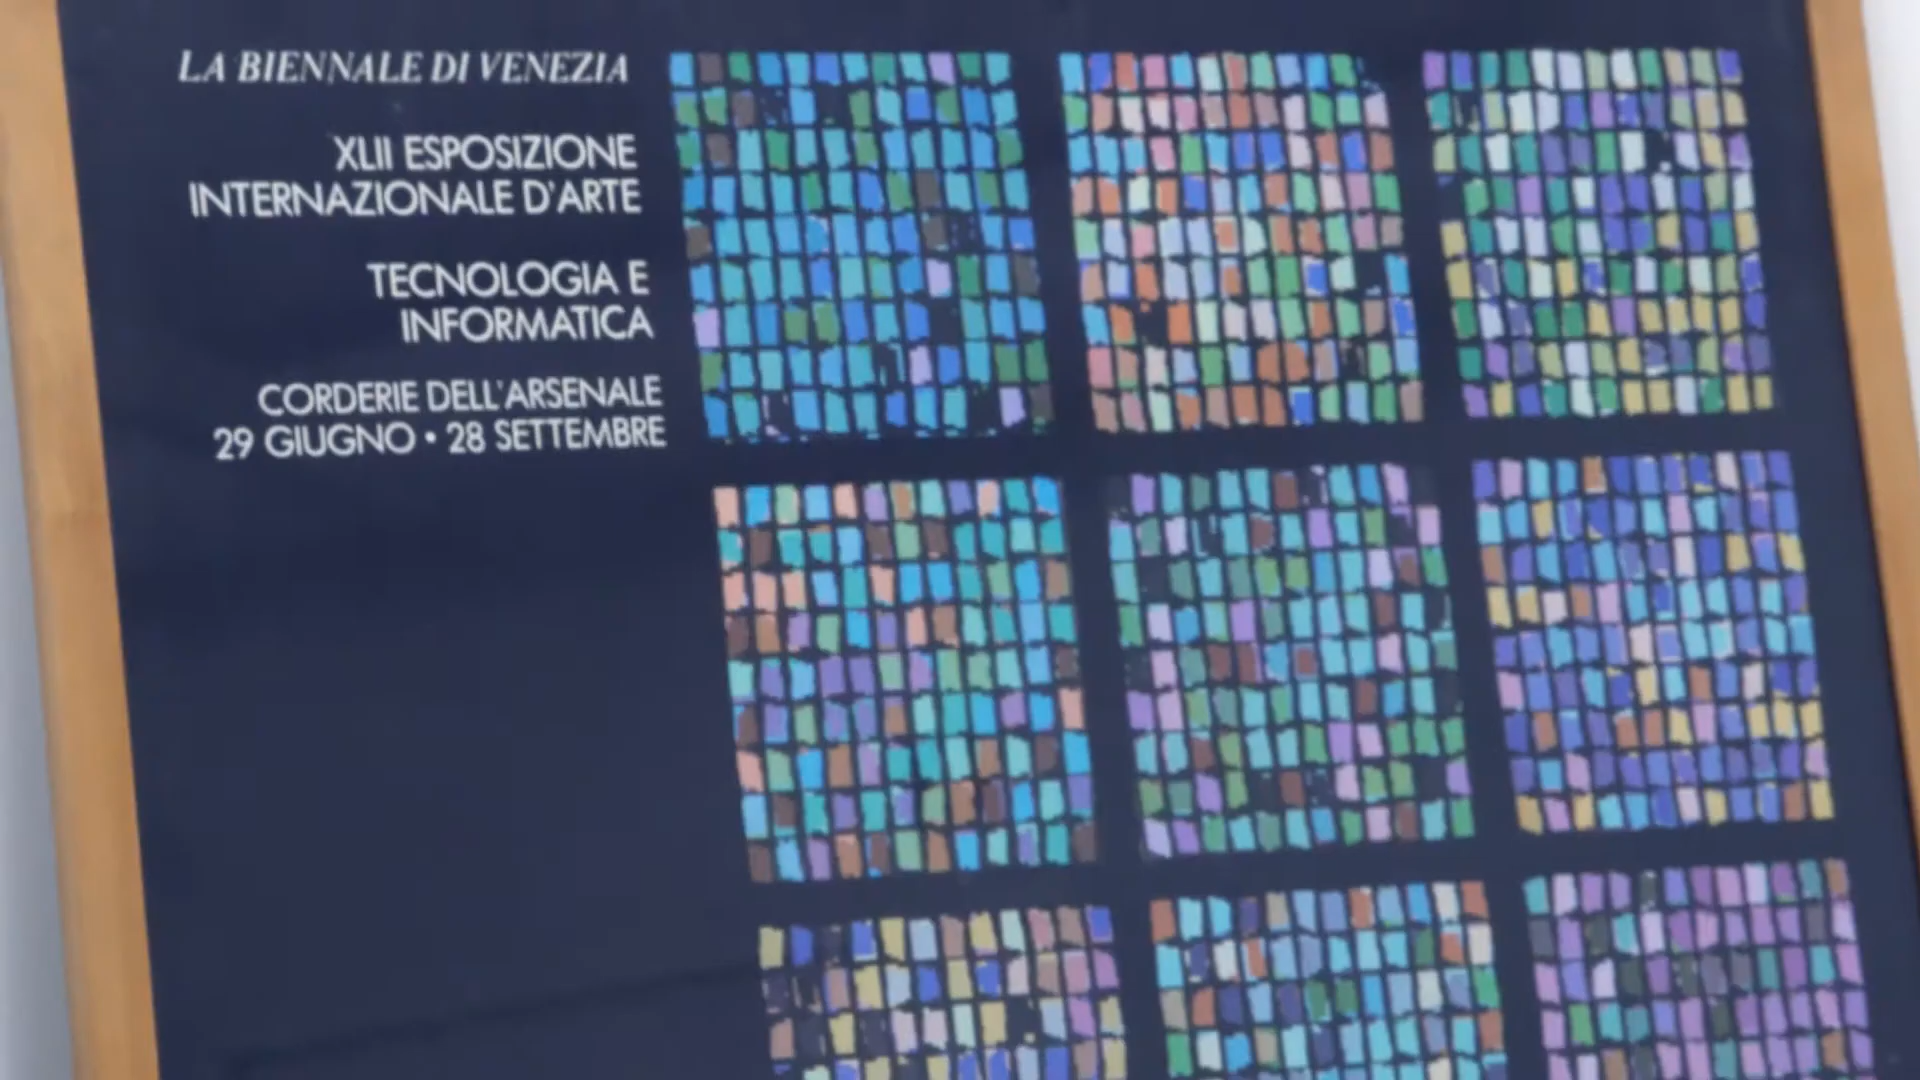 LA BIENNALE DI VENEZIA
XLII ESPOSIZIONE
INTERNAZIONALE D'ARTE
TECNOLOGIA E
INFORMATICA
CORDERIE DELL'ARSENALE
29 GIUGNO • 28 SETTEMBRE